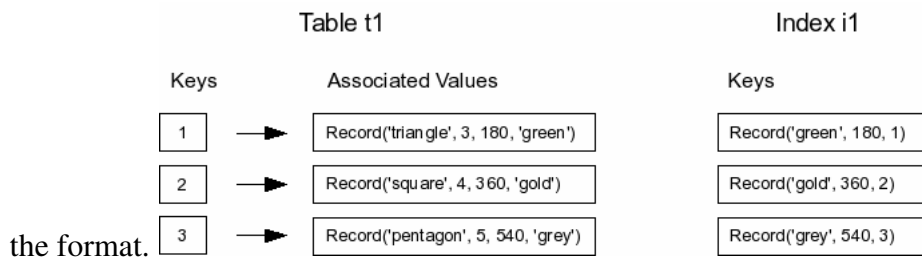 Table t1 Index i1
Keys Associated Values Keys
1 Record('triangle', 3, 180, 'green') Record('green', 180, 1)
2 Record('square', 4, 360, 'gold') Record('gold', 360, 2)
the format. 3 Record('pentagon', 5, 540, 'grey') Record('grey', 540, 3)